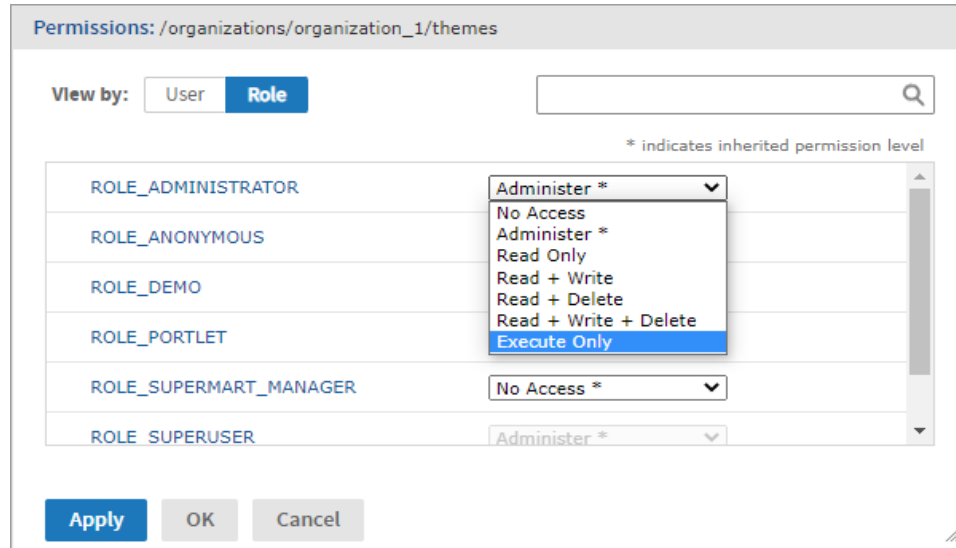 Permissions: /organizations/organization_1/themes
View by: User Role
* indicates inherited permission level
ROLE_ADMINISTRATOR Administer *
No Access
Administer *
ROLE_ANONYMOUS
Read Only
Read + Write
ROLE_DEMO
Read + Delete
Read + Write + Delete
ROLE_PORTLET
Execute Only
ROLE_SUPERMART_MANAGER No Access *
ROLE_SUPERUSER Administer *
Apply OK Cancel